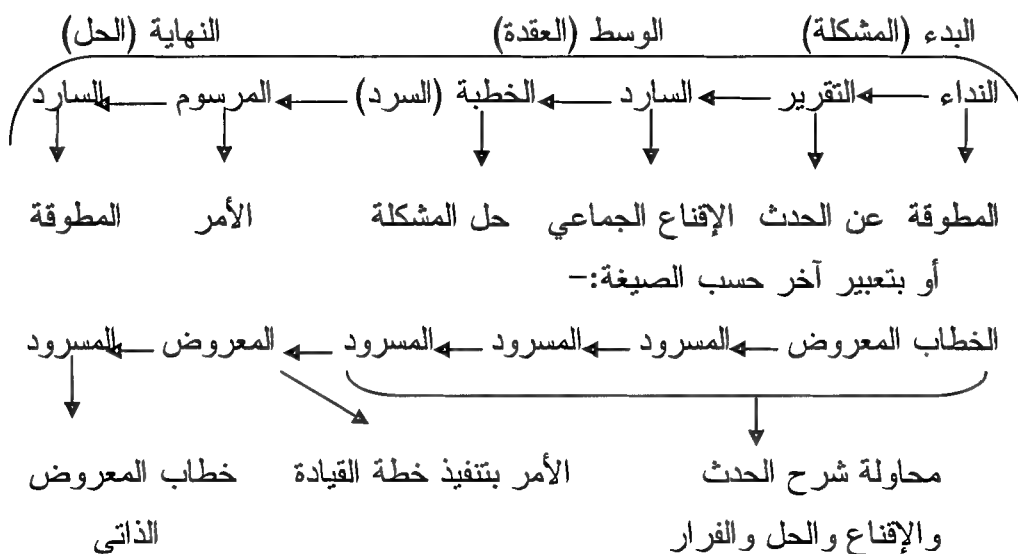 البدء (المشكلة) الوسط (العقدة) النهاية (الحل)
النداء التقرير السارد الخطبة (السرد) المرسوم السارد
المطوقة عن الحدث الإقناع الجماعي حل المشكلة الأمر المطوقة
أو بتعبير آخر حسب الصيغة:-
الخطاب المعروض المسرود المسرود المسرود المعروض المسرود
محاولة شرح الحدث الأمر بتنفيذ خطة القيادة خطاب المعروض
والإقناع والحل والفرار الذاتي